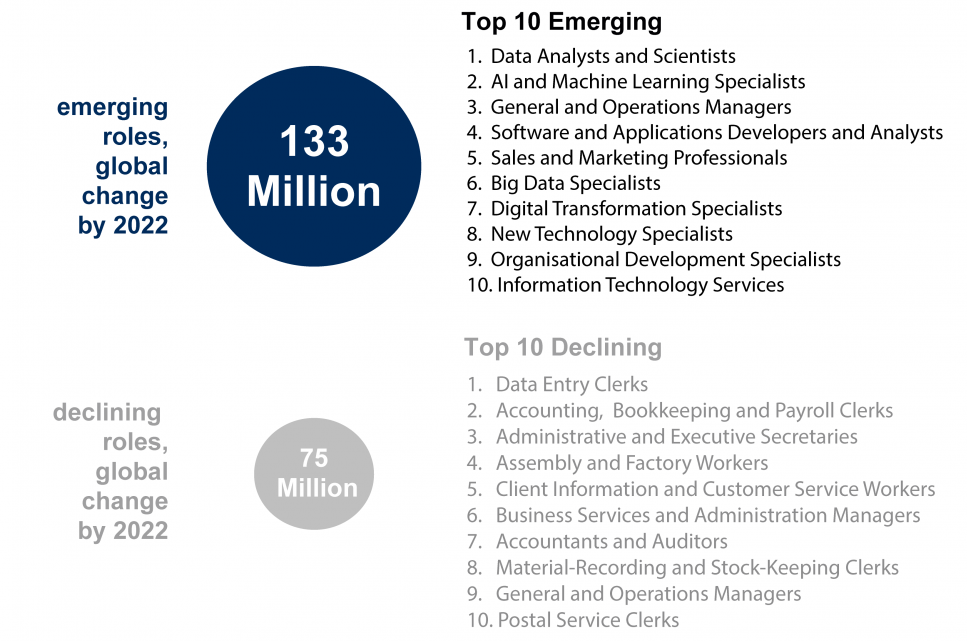 emerging
roles,
global
change
by 2022
133
Million
Top 10 Emerging
1. Data Analysts and Scientists
2. AI and Machine Learning Specialists
3. General and Operations Managers
4. Software and Applications Developers and Analysts
5. Sales and Marketing Professionals
6. Big Data Specialists
7. Digital Transformation Specialists
8. New Technology Specialists
9. Organisational Development Specialists
10. Information Technology Services
declining
roles,
global
change
by 2022
75
Million
Top 10 Declining
1. Data Entry Clerks
2. Accounting, Bookkeeping and Payroll Clerks
3. Administrative and Executive Secretaries
4. Assembly and Factory Workers
5. Client Information and Customer Service Workers
6. Business Services and Administration Managers
7. Accountants and Auditors
8. Material-Recording and Stock-Keeping Clerks
9. General and Operations Managers
10. Postal Service Clerks